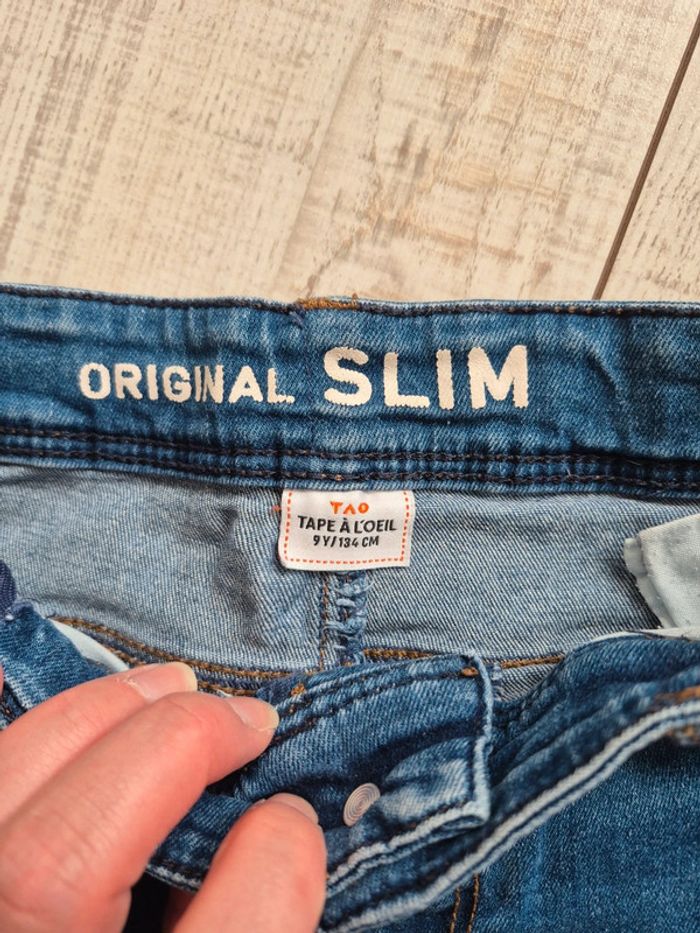 ORIGINAL SLIM
TAO
TAPE À L'OEIL
9Y/134 CM